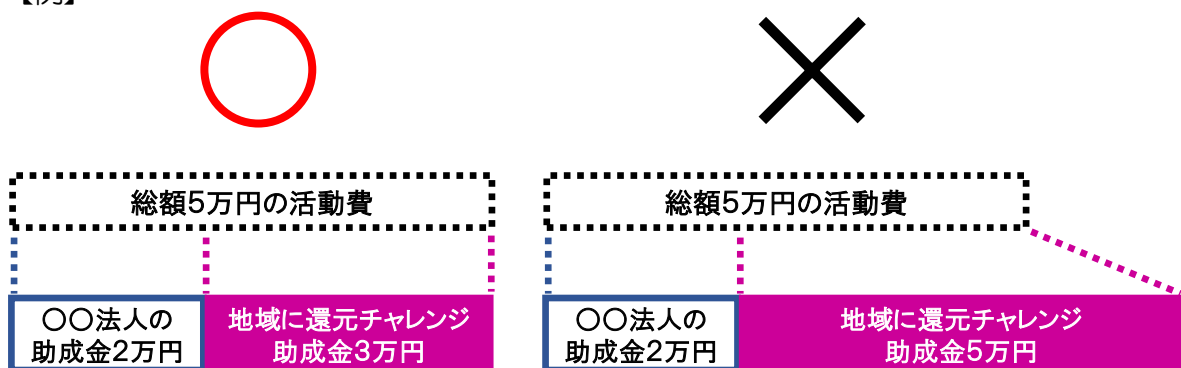 総額5万円の活動費
総額5万円の活動費
〇〇法人の
助成金2万円
地域に還元チャレンジ
助成金3万円
〇〇法人の
助成金2万円
地域に還元チャレンジ
助成金5万円